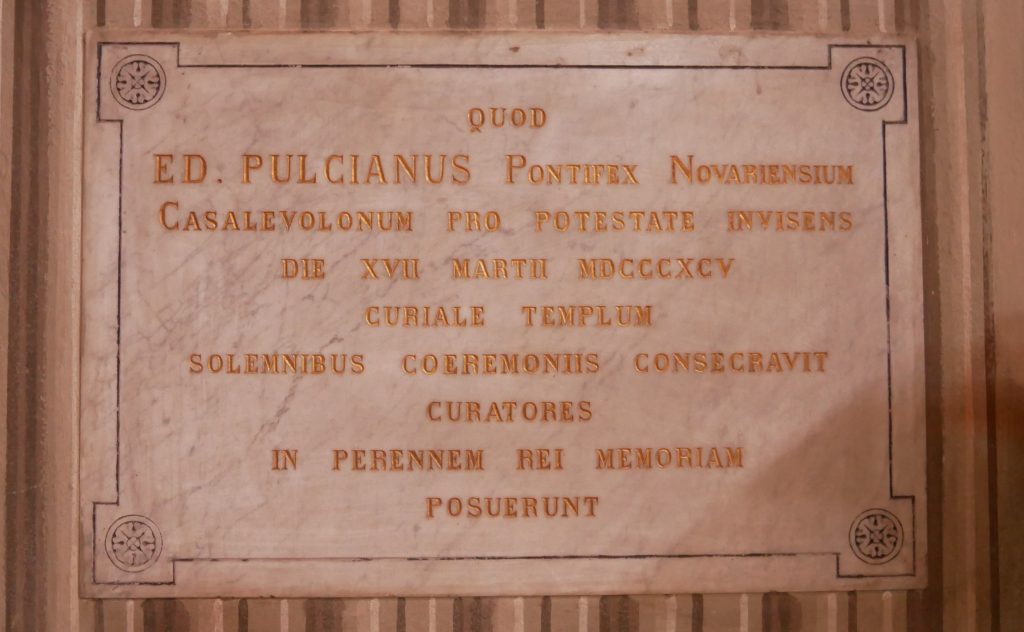 QUOD
ED. PULCIANUS PONTIFEX NOVARIENSIUM
CASALEVOLONUM PRO POTESTATE INVISENS
DIE XVII MARTII MDCCCXCV
CURIALE TEMPLUM
SOLEMNIBUS COEREMONIIS CONSECRAVIT
CURATORES
IN PERENNEM REI MEMORIAM
POSUERUNT